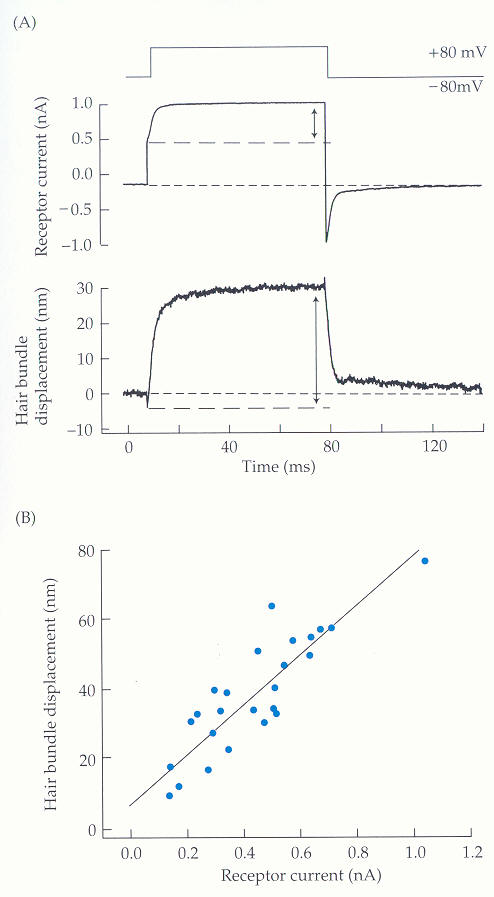 (A)
+80 mV
−80mV
Receptor current (nA)
1.0
0.5
0.0
−0.5
−1.0
Hair bundle
displacement (nm)
30
20
10
0
−10
0 40 80 120
Time (ms)
(B)
Hair bundle displacement (nm)
80
60
40
20
0
0.0 0.2 0.4 0.6 0.8 1.0 1.2
Receptor current (nA)